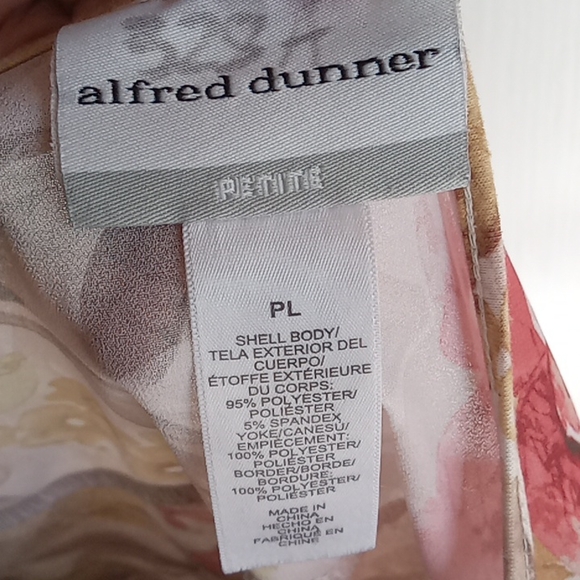 alfred dunner
PETITE
PL
SHELL BODY/
TELA EXTERIOR DEL
CUERPO/
ÉTOFFE EXTÉRIEURE
DU CORPS:
95% POLYESTER/
POLIÉSTER
5% SPANDEX
YOKE/CANESÚ/
EMPIÈCEMENT:
100% POLYESTER/
POLIÉSTER
BORDER/BORDE/
BORDURE:
100% POLYESTER/
POLIÉSTER
MADE IN
CHINA
HECHO EN
CHINA
FABRIQUÉ EN
CHINE